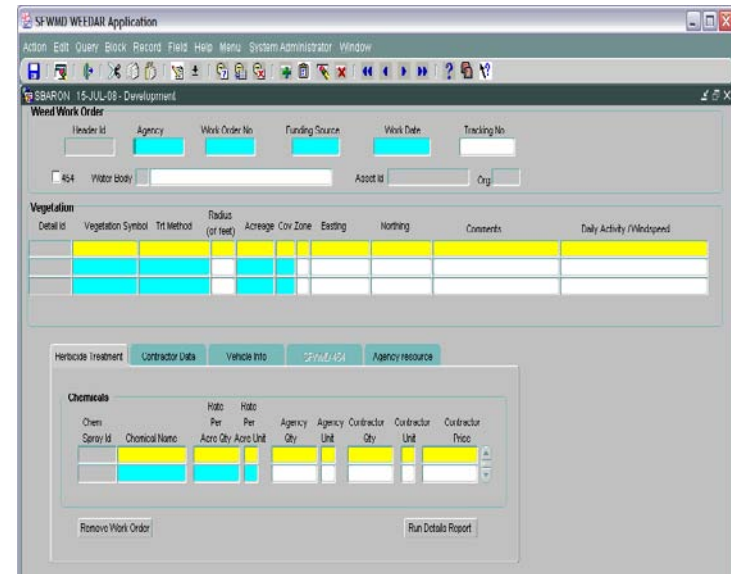 SFWMD WEEDAR Application
Action Edit Query Block Record Field Help Menu System Administrator Window
SBARON 15-JUL-08 - Development
Weed Work Order
Header Id Agency Work Order No Funding Source Work Date Tracking No
454 Water Body Asset Id Org
Vegetation
Detail Id Vegetation Symbol Trt Method Radius (of feet) Acreage Cov Zone Easting Northing Comments Daily Activity /Windspeed
Herbicide Treatment Contractor Data Vehicle Info SFWMD 454 Agency resource
Chemicals
Rate Rate
Chem Per Per Agency Agency Contractor Contractor Contractor
Spray Id Chemical Name Acre Qty Acre Unit Qty Unit Qty Unit Price
Remove Work Order Run Details Report